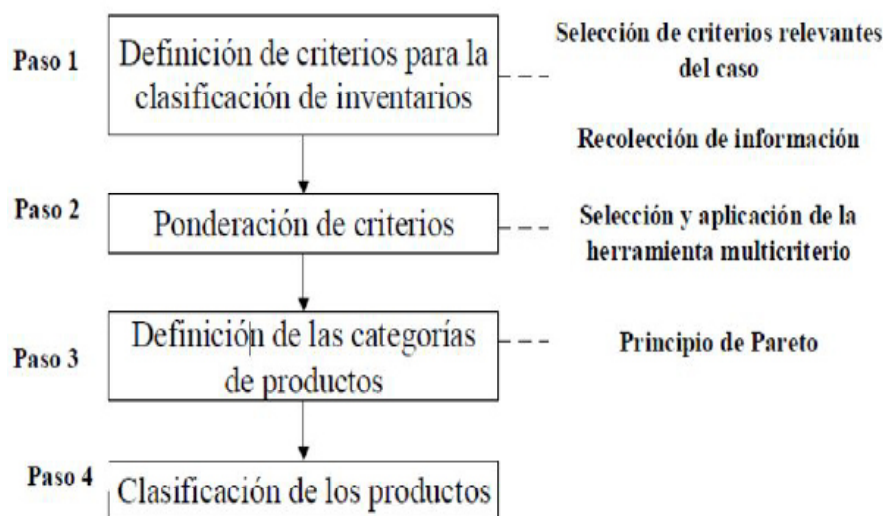 Paso 1
Definición de criterios para la
clasificación de inventarios
Selección de criterios relevantes
del caso
Recolección de información
Paso 2
Ponderación de criterios
Selección y aplicación de la
herramienta multicriterio
Paso 3
Definición de las categorías
de productos
Principio de Pareto
Paso 4
Clasificación de los productos